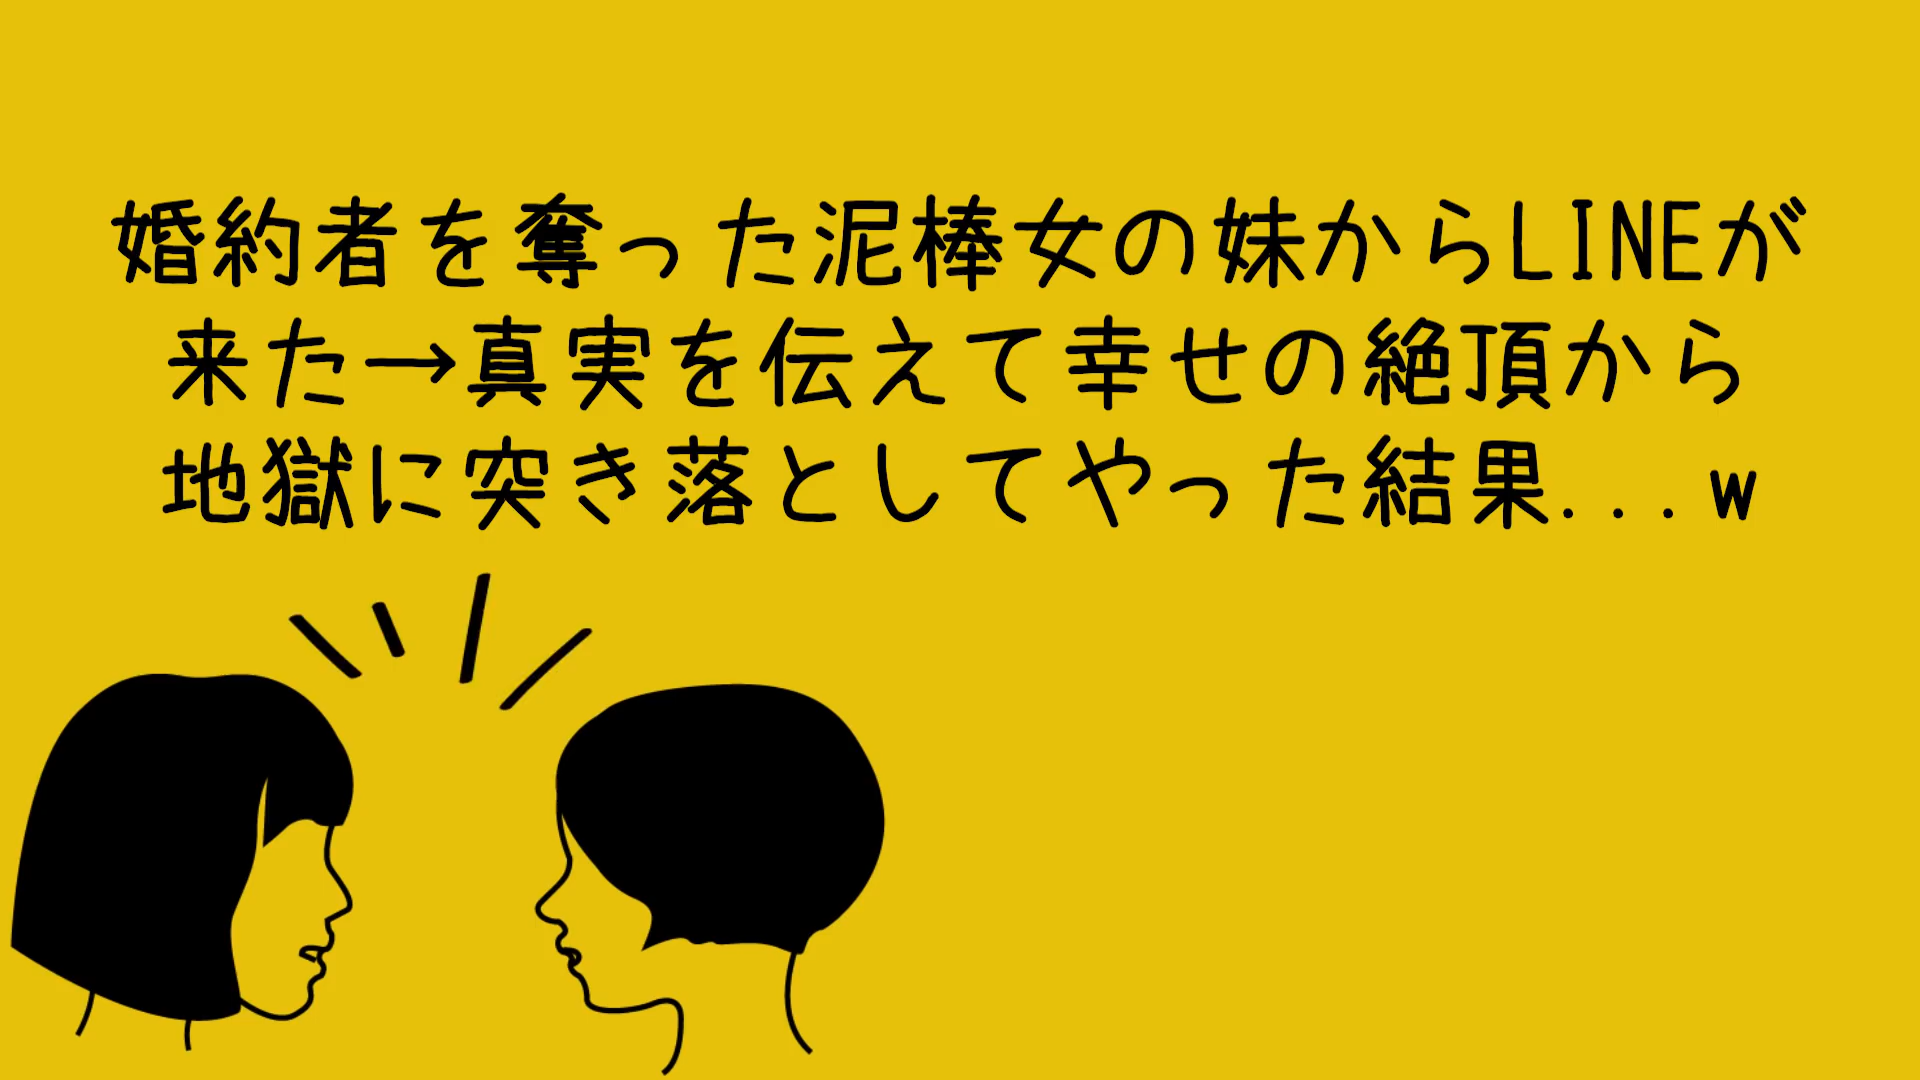 婚約者を奪った泥棒女の妹からLINEが
来た→真実を伝えて幸せの絶頂から
地獄に突き落としてやった結果...w